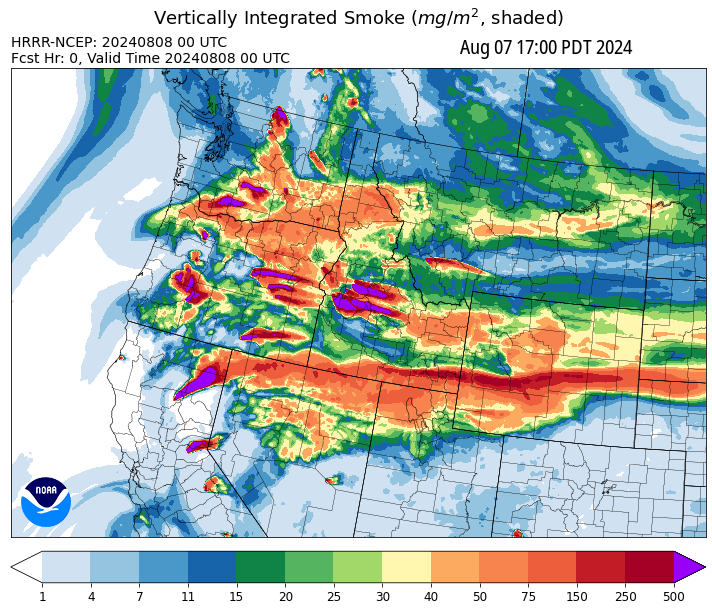 Vertically Integrated Smoke (mg/m², shaded)
HRRR-NCEP: 20240808 00 UTC
Aug 07 17:00 PDT 2024
Fcst Hr: 0, Valid Time 20240808 00 UTC
NOAA
1 4 7 11 15 20 25 30 40 50 75 150 250 500